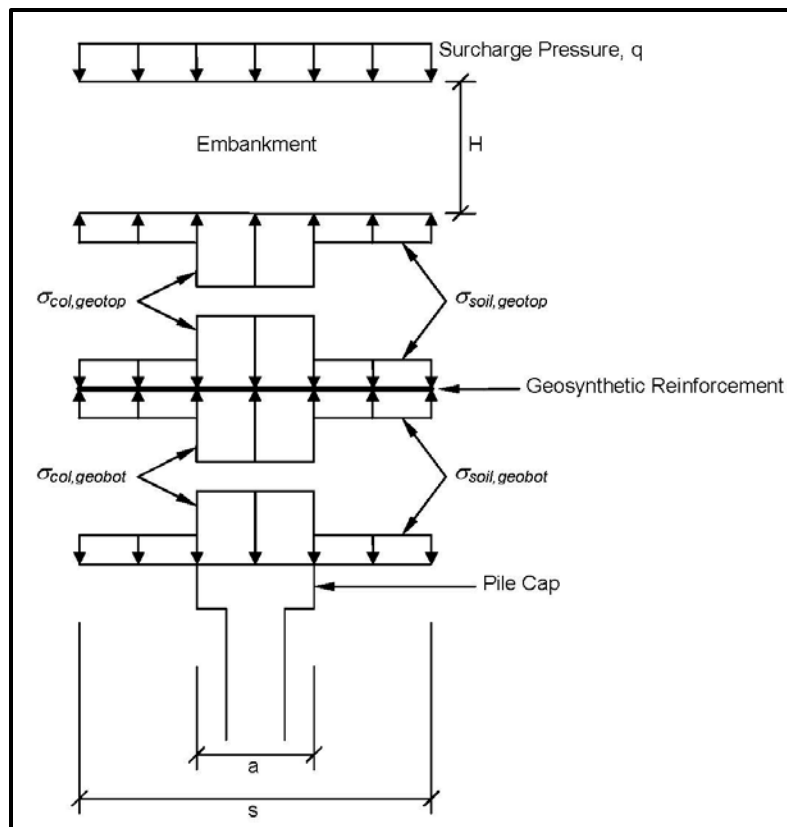 Surcharge Pressure, q
Embankment
H
σcol,geotop
σsoil,geotop
Geosynthetic Reinforcement
σcol,geobot
σsoil,geobot
Pile Cap
a
s